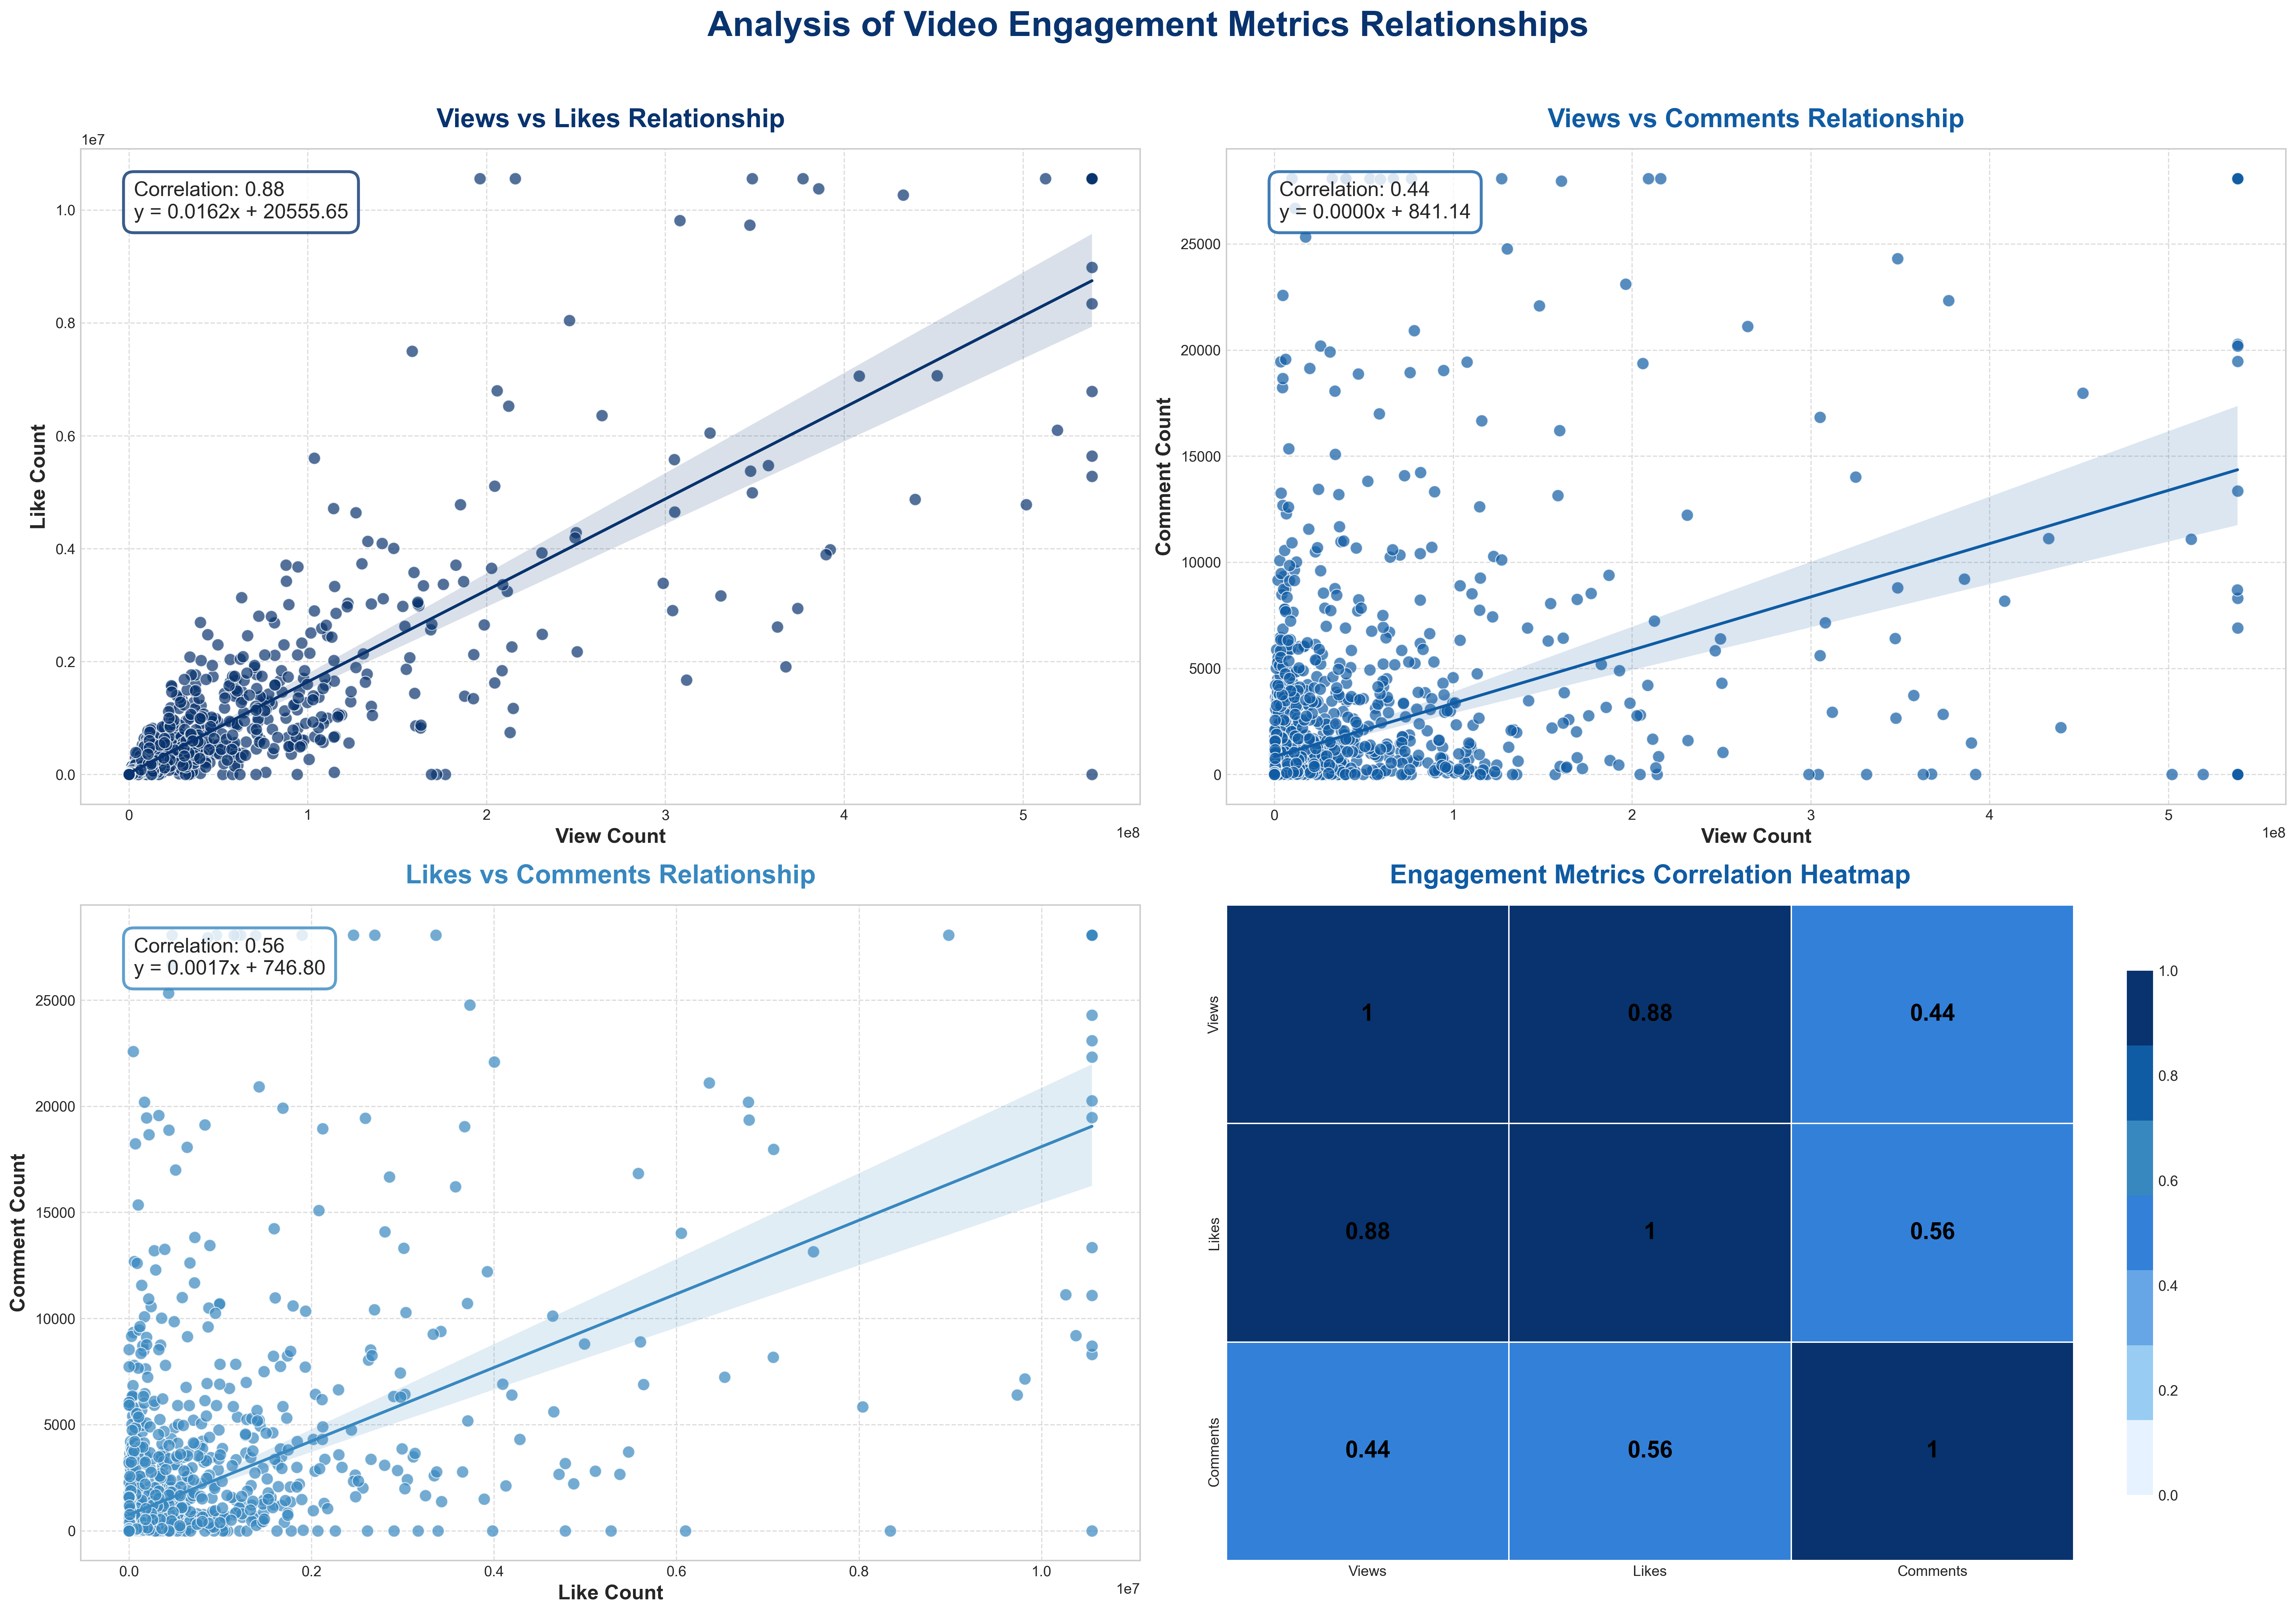 Analysis of Video Engagement Metrics Relationships
Views vs Likes Relationship
1e7
Correlation: 0.88
y = 0.0162x + 20555.65
1.0
0.8
0.6
0.4
0.2
0.0
Like Count
0
1
2
3
4
5
1e8
View Count
Views vs Comments Relationship
Correlation: 0.44
y = 0.0000x + 841.14
25000
20000
15000
10000
5000
0
Comment Count
0
1
2
3
4
5
1e8
View Count
Likes vs Comments Relationship
Correlation: 0.56
y = 0.0017x + 746.80
25000
20000
15000
10000
5000
0
Comment Count
0.0
0.2
0.4
0.6
0.8
1.0
1e7
Like Count
Engagement Metrics Correlation Heatmap
Views
1
0.88
0.44
Likes
0.88
1
0.56
Comments
0.44
0.56
1
Views
Likes
Comments
1.0
0.8
0.6
0.4
0.2
0.0